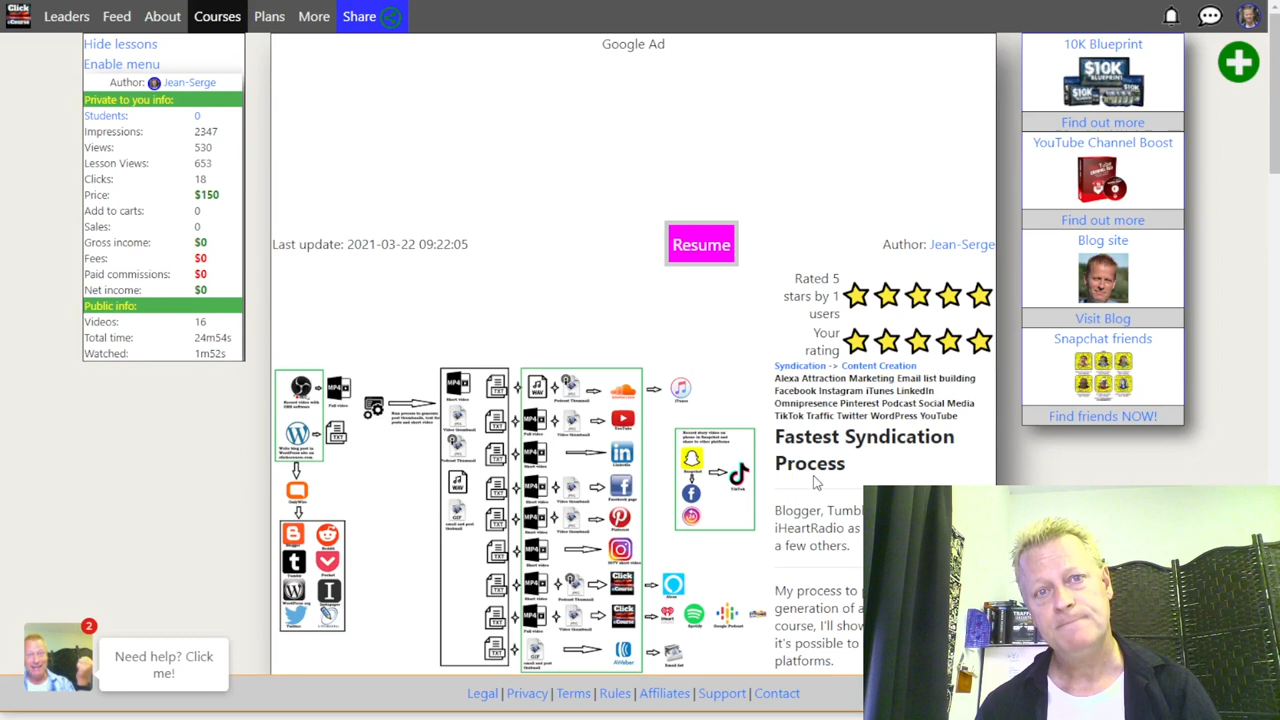 Click eCourse
Leaders
Feed
About
Courses
Plans
More
Share
Hide lessons
Enable menu
Author: Jean-Serge
Private to you info:
Students: 0
Impressions: 2347
Views: 530
Lesson Views: 653
Clicks: 18
Price: $150
Add to carts: 0
Sales: 0
Gross income: $0
Fees: $0
Paid commissions: $0
Net income: $0
Public info:
Videos: 16
Total time: 24m54s
Watched: 1m52s
Google Ad
Last update: 2021-03-22 09:22:05
Resume
Author: Jean-Serge
Rated 5
stars by 1
users
Your
rating
Syndication -> Content Creation
Alexa Attraction Marketing Email list building
Facebook Instagram iTunes LinkedIn
Omnipresence Pinterest Podcast Social Media
TikTok Traffic Twitter WordPress YouTube
Fastest Syndication
Process
Blogger, Tumbl
iHeartRadio as
a few others.
My process to p
generation of a
course, I'll show
it's possible to
platforms.
10K Blueprint
$10K
BLUEPRINT
Find out more
YouTube Channel Boost
Find out more
Blog site
Visit Blog
Snapchat friends
Find friends NOW!
2
Need help? Click
me!
Legal | Privacy | Terms | Rules | Affiliates | Support | Contact